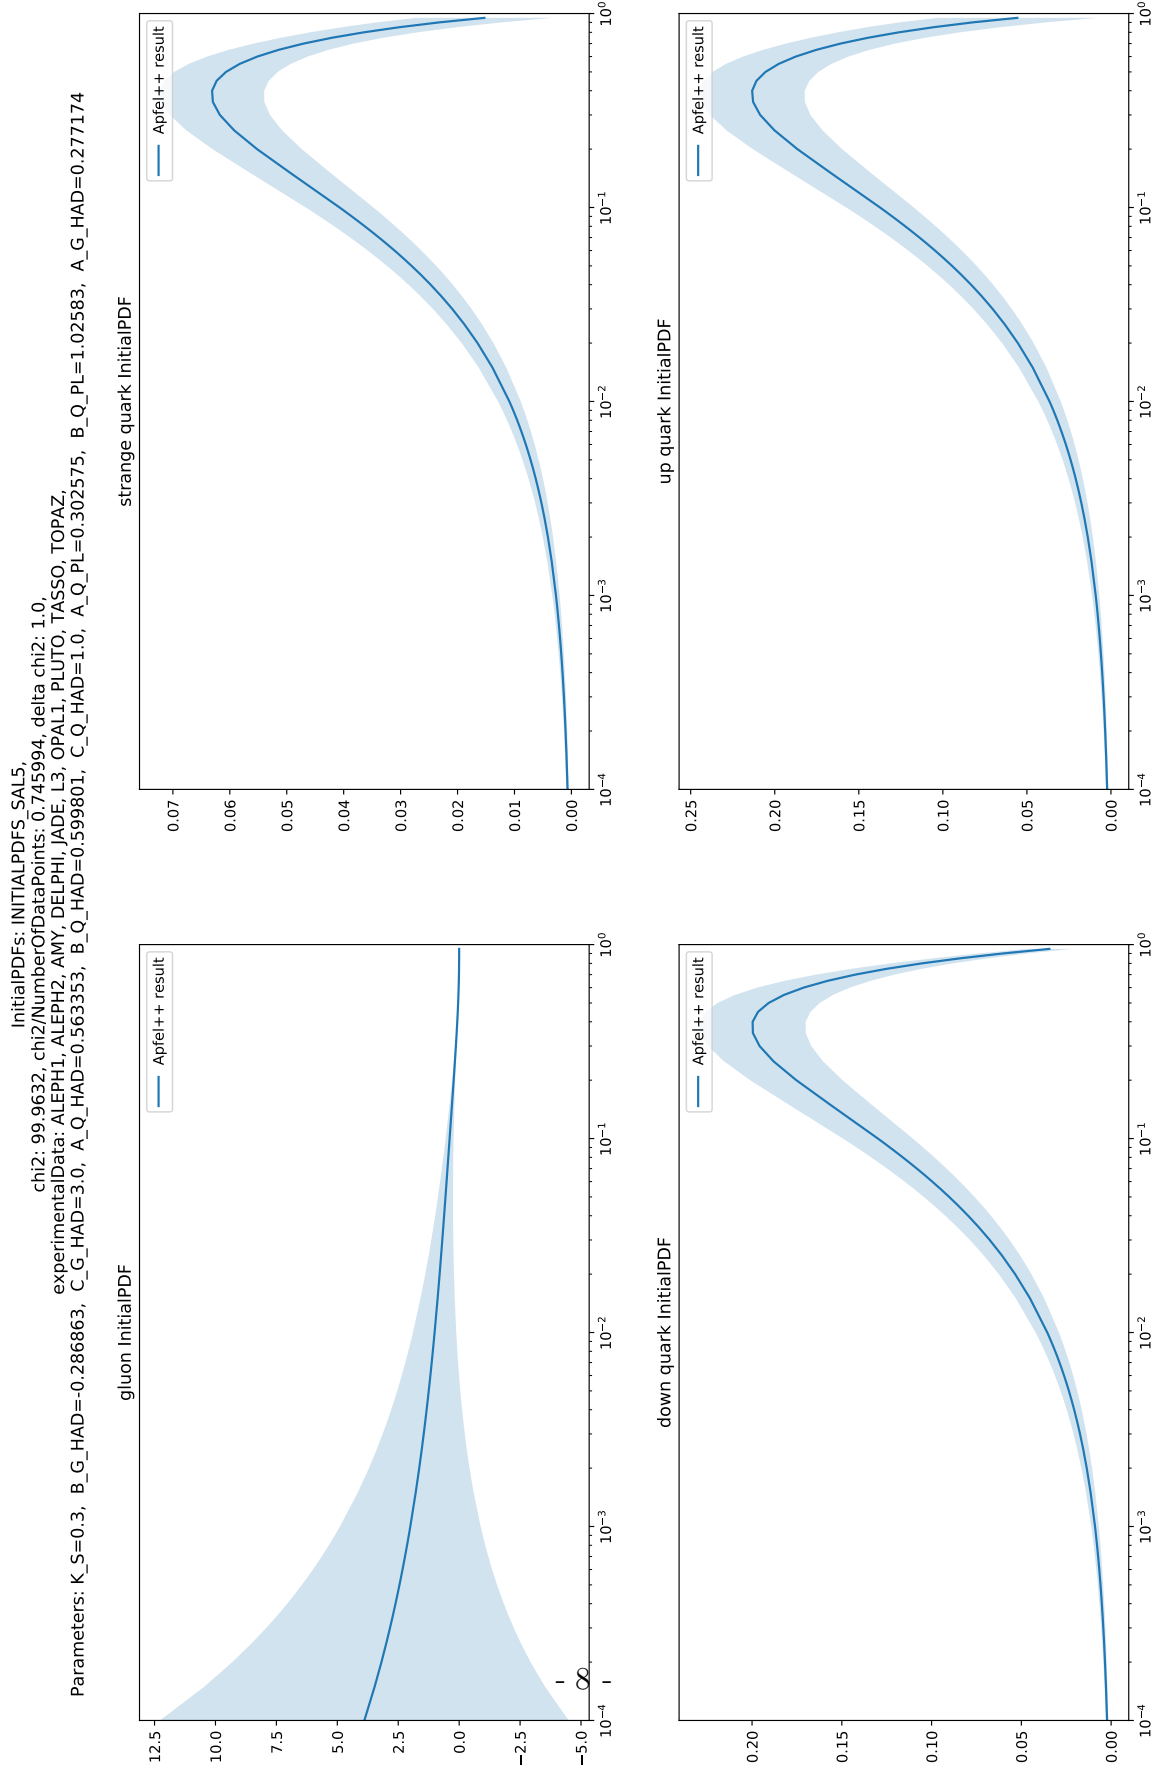 InitialPDFs: INITIALPDFS_SAL5,
chi2: 99.9632, chi2/NumberOfDataPoints: 0.745994, delta chi2: 1.0,
experimentalData: ALEPH1, ALEPH2, AMY, DELPHI, JADE, L3, OPAL1, PLUTO, TASSO, TOPAZ,
Parameters: K_S=0.3, B_G_HAD=-0.286863, C_G_HAD=3.0, A_Q_HAD=0.563353, B_Q_HAD=0.599801, C_Q_HAD=1.0, A_Q_PL=0.302575, B_Q_PL=1.02583, A_G_HAD=0.277174
gluon InitialPDF
Apfel++ result
12.5
10.0
7.5
5.0
2.5
0.0
−2.5
−5.0
10⁻⁴ 10⁻³ 10⁻² 10⁻¹ 10⁰
strange quark InitialPDF
Apfel++ result
0.07
0.06
0.05
0.04
0.03
0.02
0.01
0.00
10⁻⁴ 10⁻³ 10⁻² 10⁻¹ 10⁰
down quark InitialPDF
Apfel++ result
0.20
0.15
0.10
0.05
0.00
10⁻⁴ 10⁻³ 10⁻² 10⁻¹ 10⁰
up quark InitialPDF
Apfel++ result
0.25
0.20
0.15
0.10
0.05
0.00
10⁻⁴ 10⁻³ 10⁻² 10⁻¹ 10⁰
– 8 –